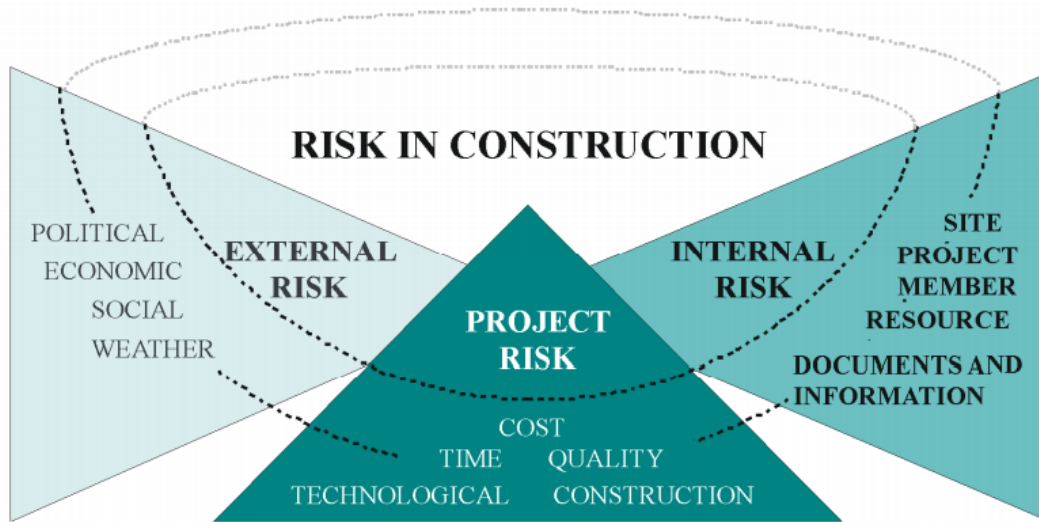 RISK IN CONSTRUCTION
EXTERNAL
RISK
POLITICAL
ECONOMIC
SOCIAL
WEATHER
PROJECT
RISK
COST
TIME QUALITY
TECHNOLOGICAL CONSTRUCTION
INTERNAL
RISK
SITE
PROJECT
MEMBER
RESOURCE
DOCUMENTS AND
INFORMATION